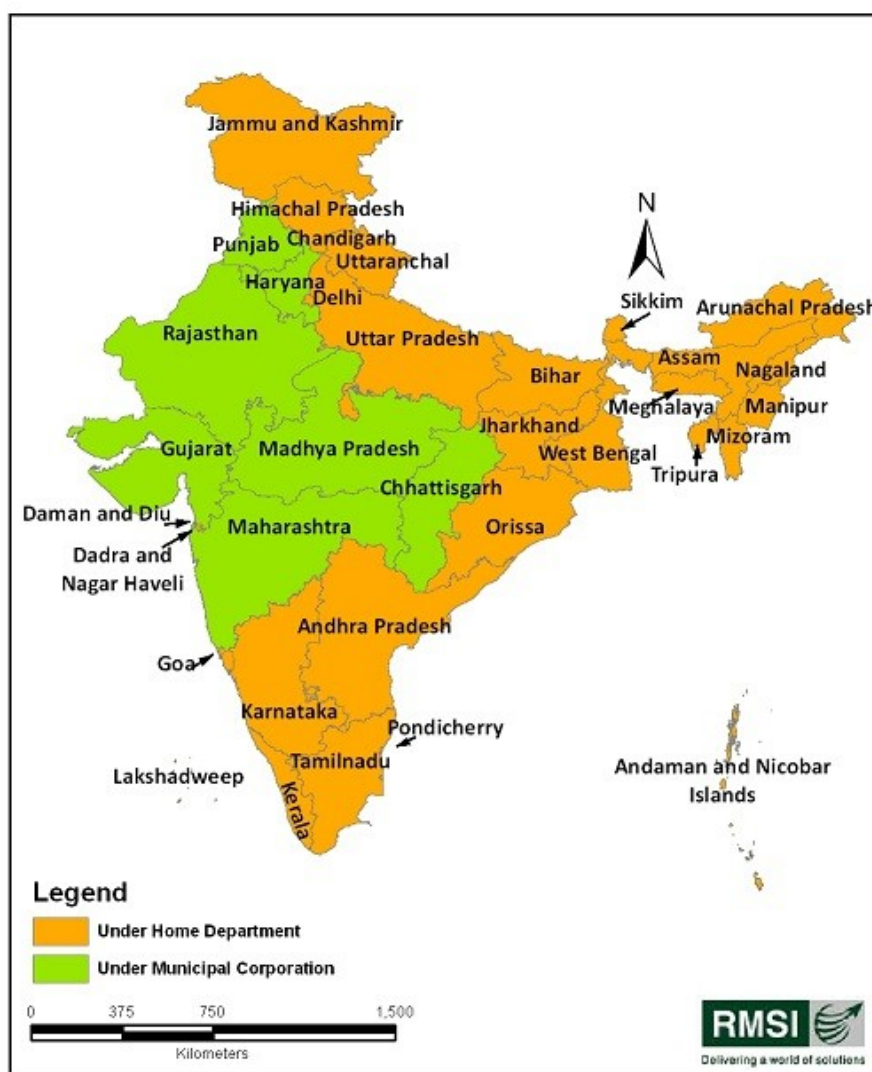 Jammu and Kashmir
Himachal Pradesh
Punjab
Chandigarh
Uttaranchal
Haryana
Delhi
N
Sikkim
Arunachal Pradesh
Rajasthan
Uttar Pradesh
Assam
Bihar
Nagaland
Meghalaya
Manipur
Jharkhand
Gujarat
Madhya Pradesh
West Bengal
Mizoram
Tripura
Chhattisgarh
Daman and Diu
Maharashtra
Orissa
Dadra and
Nagar Haveli
Andhra Pradesh
Goa
Karnataka
Pondicherry
Tamilnadu
Lakshadweep
Andaman and Nicobar
Islands
Kerala
Legend
Under Home Department
Under Municipal Corporation
0 375 750 1,500
Kilometers
RMSI
Delivering a world of solutions